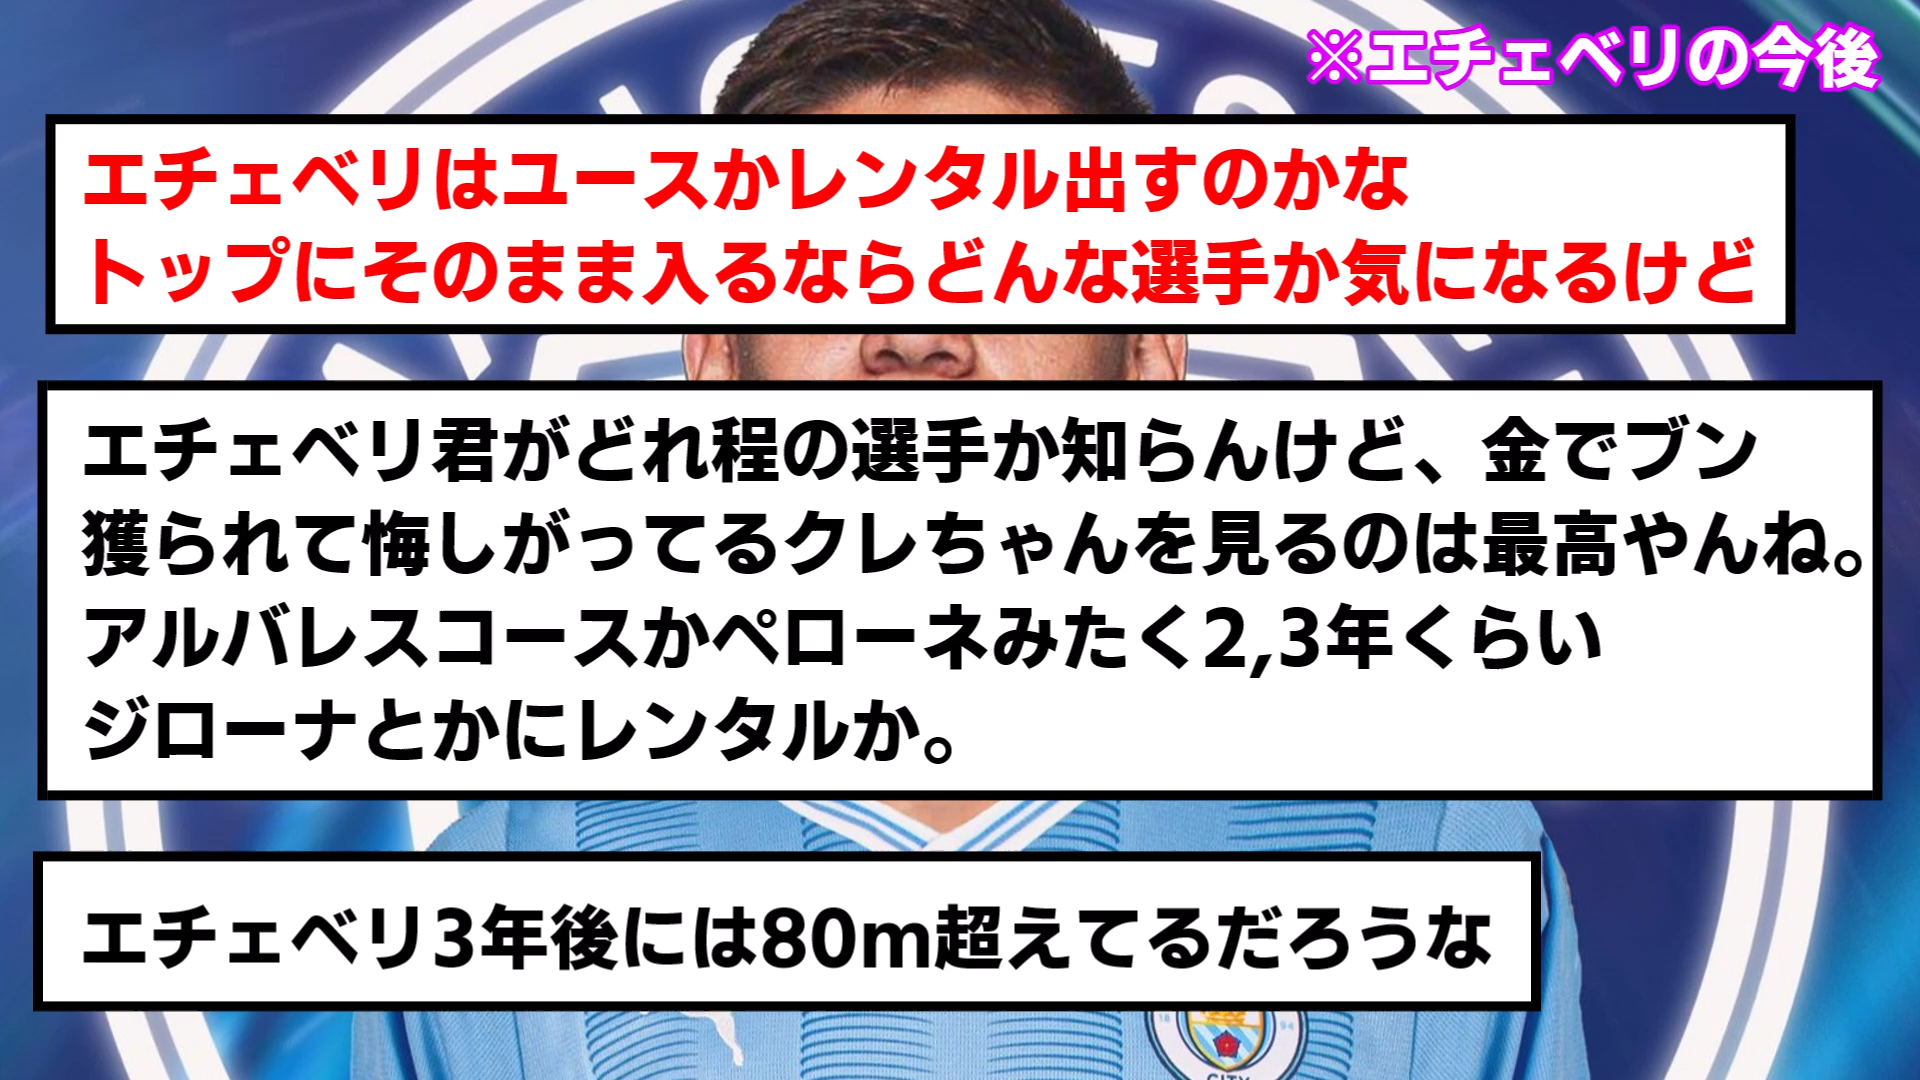 ※エチェベリの今後
エチェベリはユースかレンタル出すのかな
トップにそのまま入るならどんな選手か気になるけど
エチェベリ君がどれ程の選手か知らんけど、金でブン
獲られて悔しがってるクレちゃんを見るのは最高やんね。
アルバレスコースかペローネみたく2,3年くらい
ジローナとかにレンタルか。
エチェベリ3年後には80m超えてるだろうな
18 94
CITY